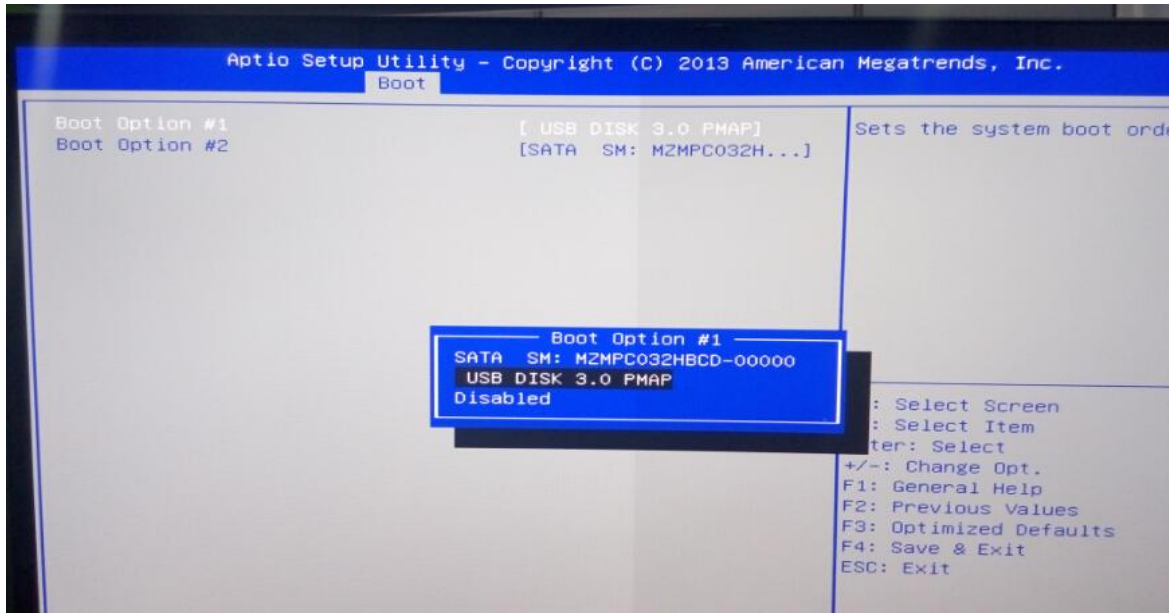 Aptio Setup Utility – Copyright (C) 2013 American Megatrends, Inc.
Boot
Boot Option #1 [ USB DISK 3.0 PMAP]
Boot Option #2 [SATA SM: MZMPC032H...]
Sets the system boot orde
Boot Option #1
SATA SM: MZMPC032HBCD-00000
USB DISK 3.0 PMAP
Disabled
: Select Screen
: Select Item
ter: Select
+/-: Change Opt.
F1: General Help
F2: Previous Values
F3: Optimized Defaults
F4: Save & Exit
ESC: Exit